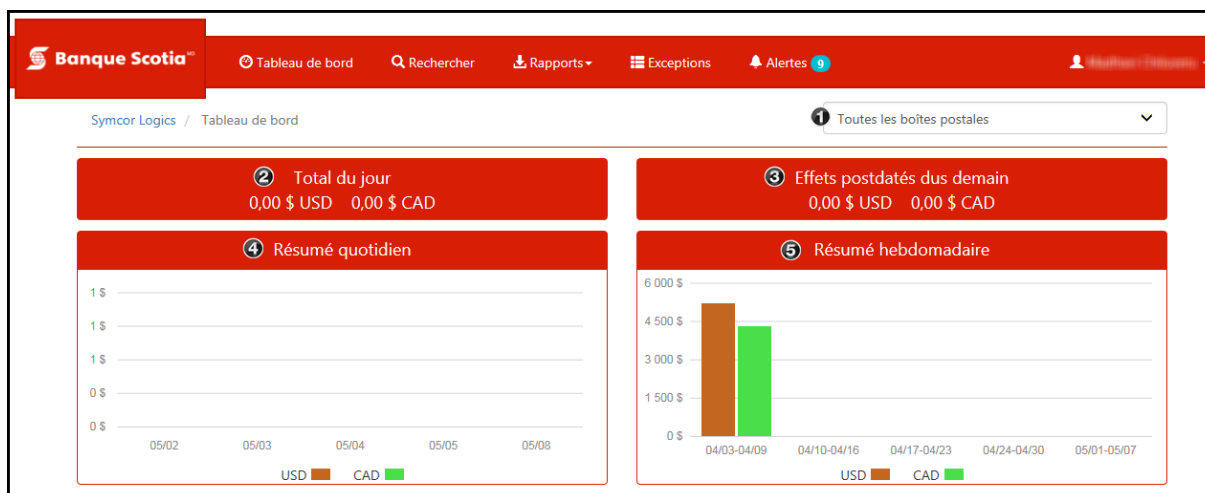 Banque Scotia MD Tableau de bord Rechercher Rapports Exceptions Alertes 9
Symcor Logics / Tableau de bord 1 Toutes les boîtes postales
2 Total du jour
0,00 $ USD 0,00 $ CAD
3 Effets postdatés dus demain
0,00 $ USD 0,00 $ CAD
4 Résumé quotidien
1 $
1 $
1 $
0 $
0 $
05/02 05/03 05/04 05/05 05/08
USD CAD
5 Résumé hebdomadaire
6 000 $
4 500 $
3 000 $
1 500 $
0 $
04/03-04/09 04/10-04/16 04/17-04/23 04/24-04/30 05/01-05/07
USD CAD